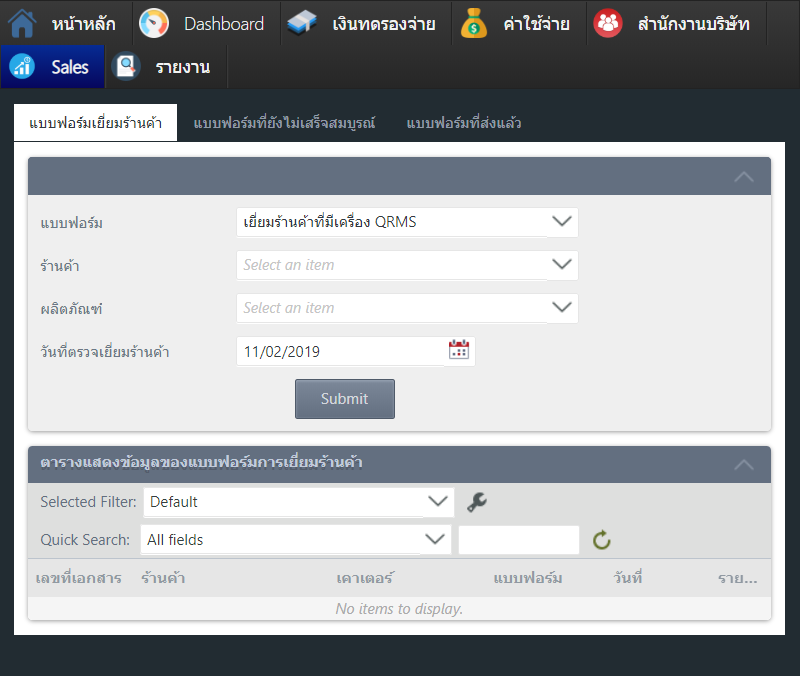 หน้าหลัก Dashboard เงินทดรองจ่าย ค่าใช้จ่าย สำนักงานบริษัท
Sales รายงาน
แบบฟอร์มเยี่ยมร้านค้า แบบฟอร์มที่ยังไม่เสร็จสมบูรณ์ แบบฟอร์มที่ส่งแล้ว
แบบฟอร์ม เยี่ยมร้านค้าที่มีเครื่อง QRMS
ร้านค้า Select an item
ผลิตภัณฑ์ Select an item
วันที่ตรวจเยี่ยมร้านค้า 11/02/2019
Submit
ตารางแสดงข้อมูลของแบบฟอร์มการเยี่ยมร้านค้า
Selected Filter: Default
Quick Search: All fields
เลขที่เอกสาร ร้านค้า เคาเตอร์ แบบฟอร์ม วันที่ ราย...
No items to display.